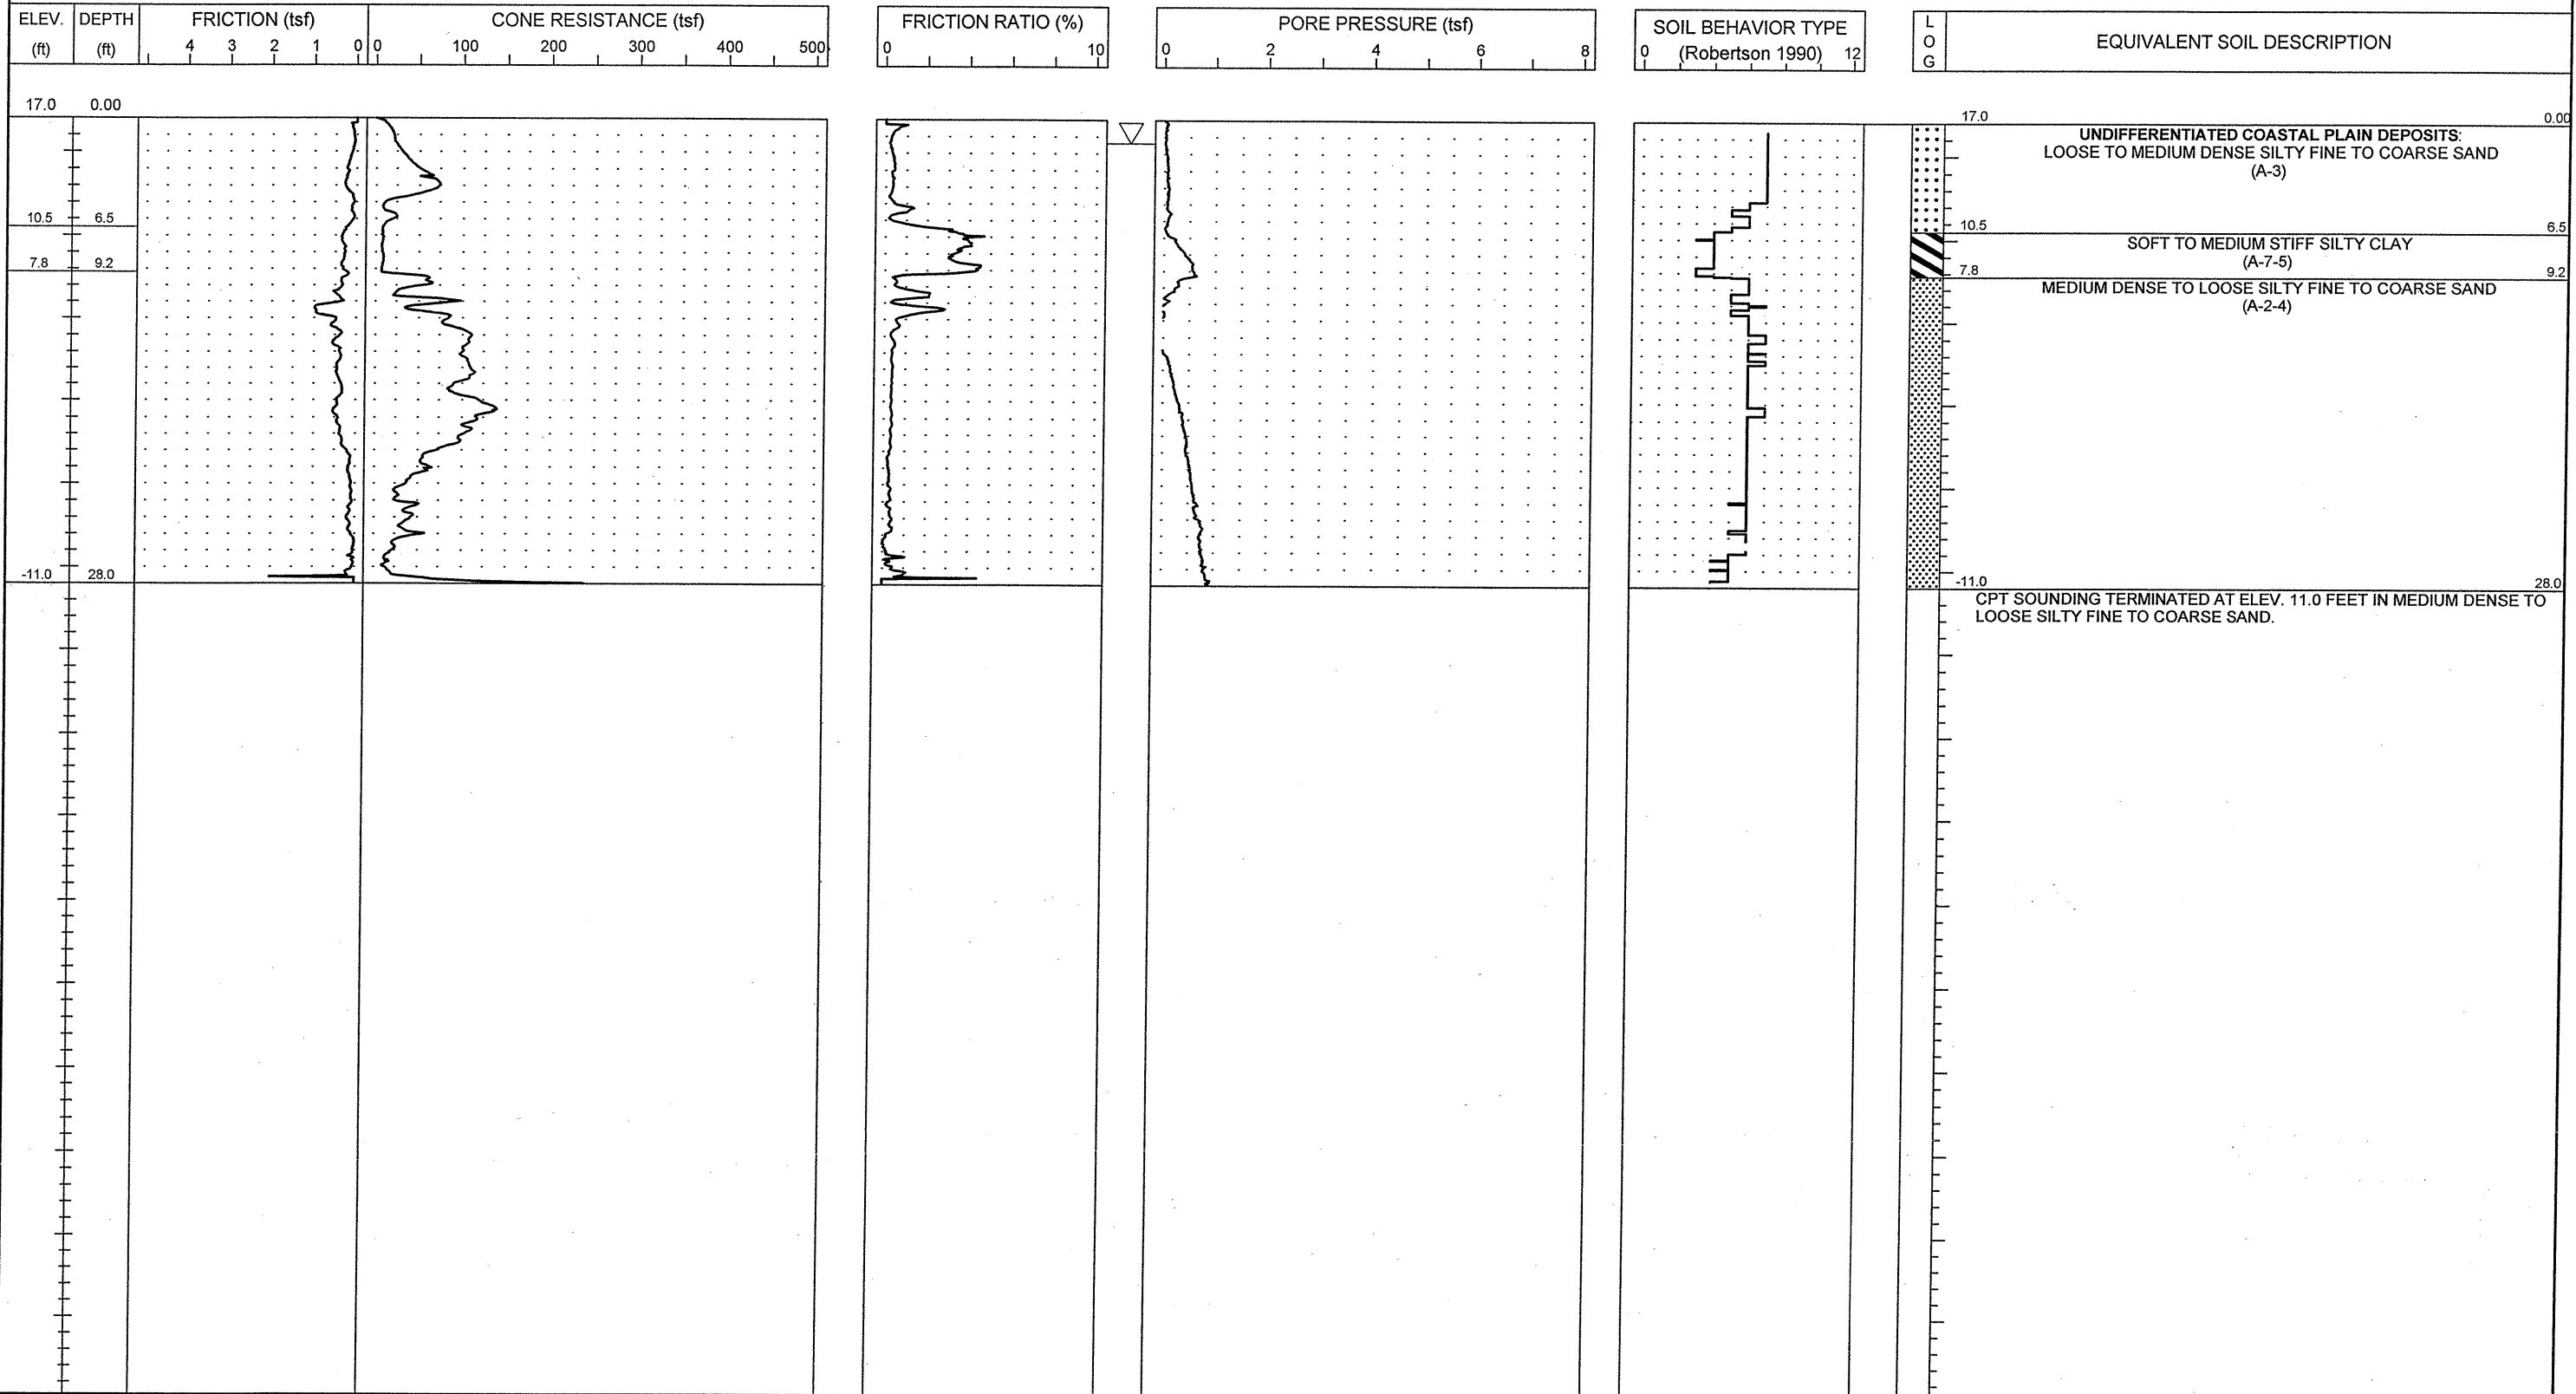 ELEV. DEPTH FRICTION (tsf) CONE RESISTANCE (tsf) FRICTION RATIO (%) PORE PRESSURE (tsf) SOIL BEHAVIOR TYPE L
(ft) (ft) 4 3 2 1 0 0 100 200 300 400 500 0 10 0 2 4 6 8 0 (Robertson 1990) 12 O EQUIVALENT SOIL DESCRIPTION
G
17.0 0.00
17.0 0.00
UNDIFFERENTIATED COASTAL PLAIN DEPOSITS:
LOOSE TO MEDIUM DENSE SILTY FINE TO COARSE SAND
(A-3)
10.5 6.5
10.5 6.5
SOFT TO MEDIUM STIFF SILTY CLAY
(A-7-5)
7.8 9.2
7.8 9.2
MEDIUM DENSE TO LOOSE SILTY FINE TO COARSE SAND
(A-2-4)
-11.0 28.0
-11.0 28.0
CPT SOUNDING TERMINATED AT ELEV. 11.0 FEET IN MEDIUM DENSE TO
LOOSE SILTY FINE TO COARSE SAND.